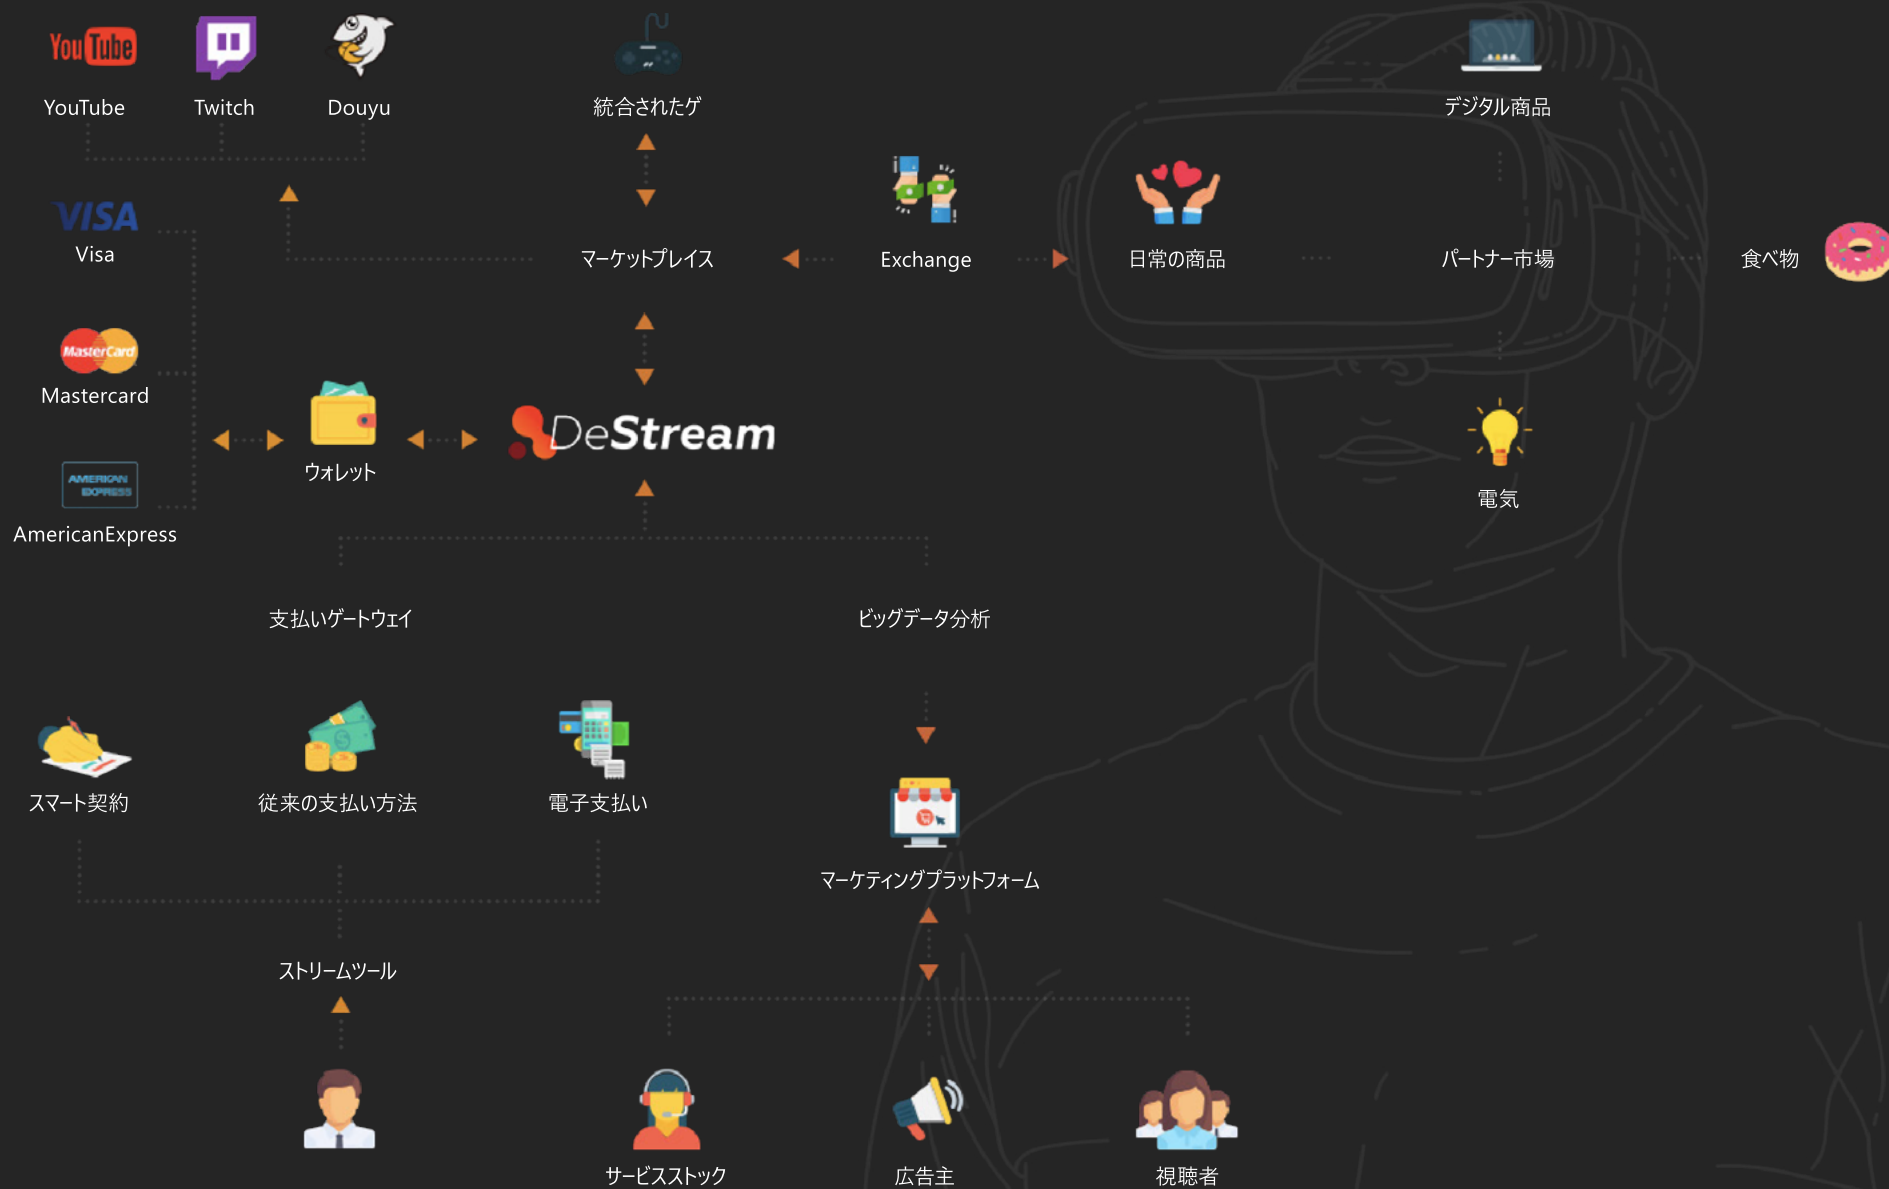 YouTube
YouTube
Twitch
Douyu
統合されたゲ
デジタル商品
VISA
Visa
マーケットプレイス
Exchange
日常の商品
パートナー市場
食べ物
MasterCard
Mastercard
ウォレット
DeStream
AMERICAN
EXPRESS
AmericanExpress
電気
支払いゲートウェイ
ビッグデータ分析
スマート契約
従来の支払い方法
電子支払い
マーケティングプラットフォーム
ストリームツール
サービスストック
広告主
視聴者